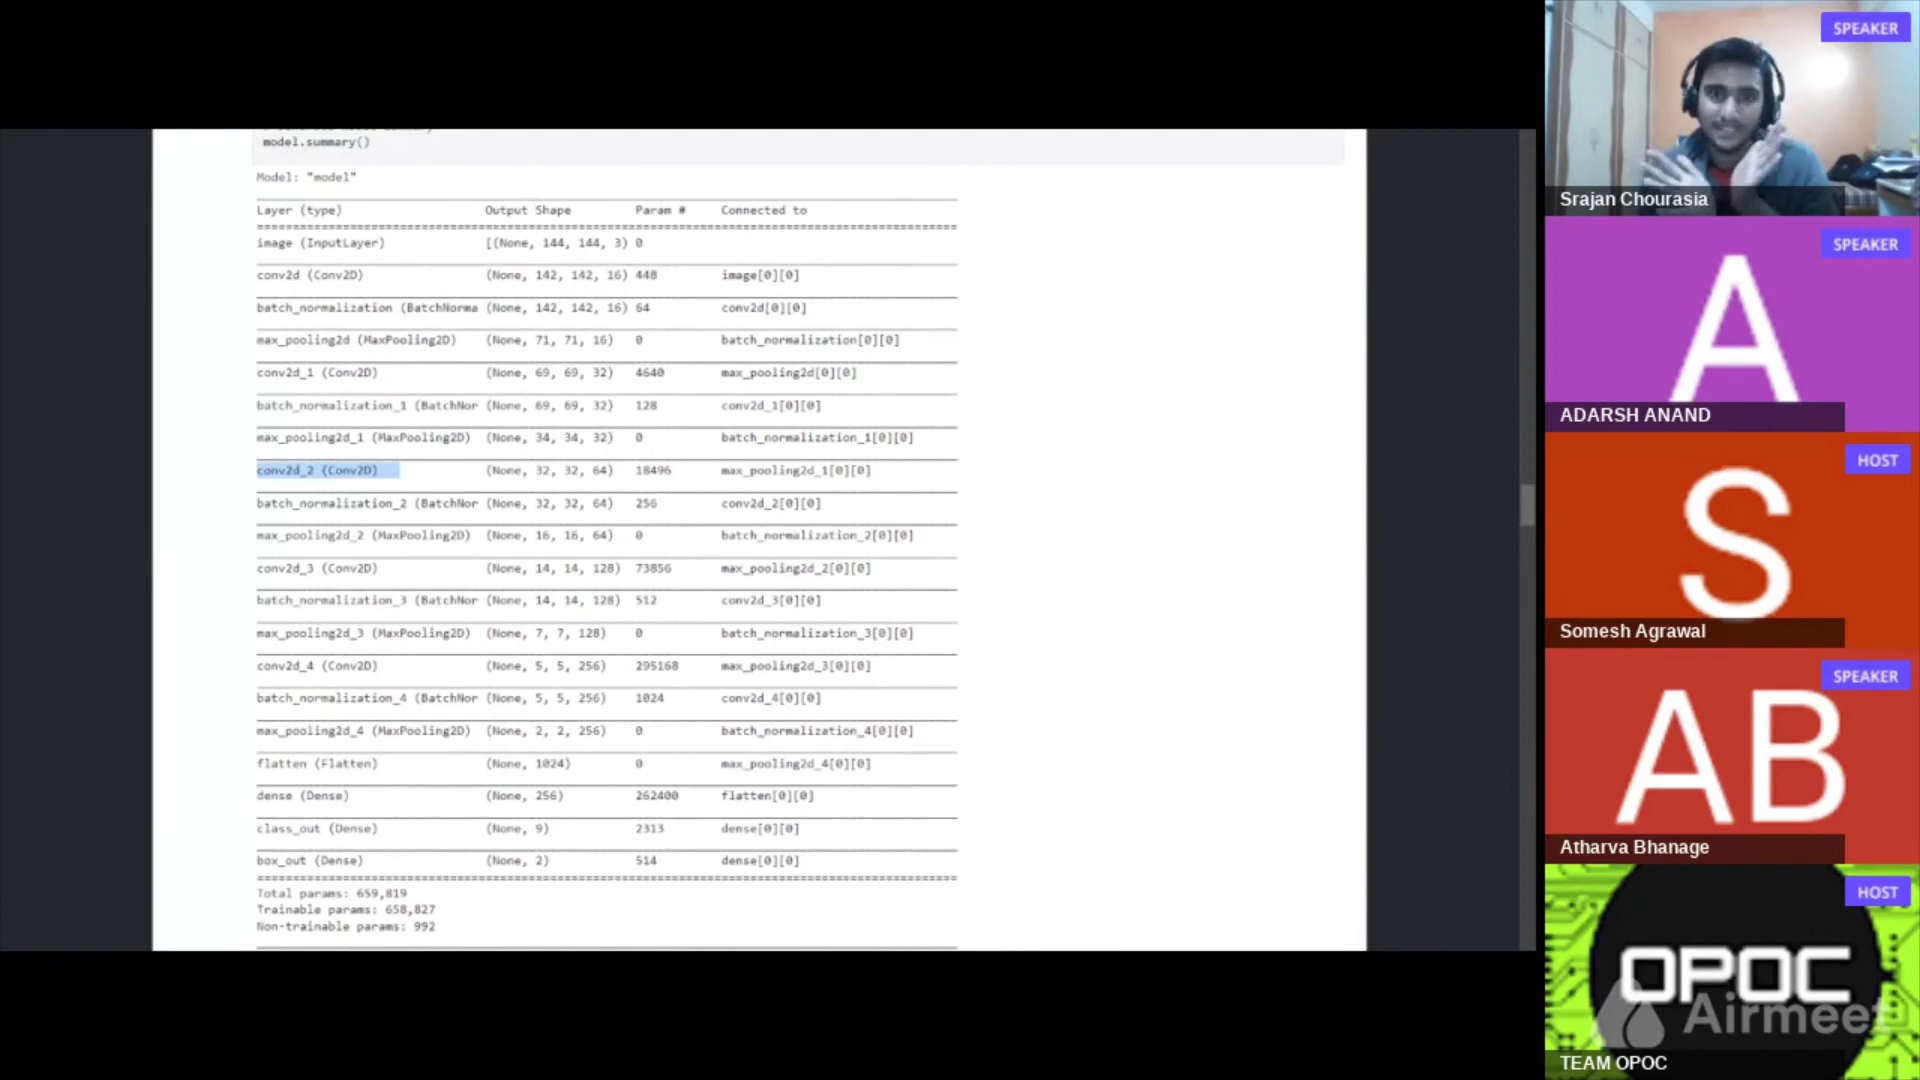 model.summary()
Model: "model"
Layer (type) Output Shape Param # Connected to
image (InputLayer) [(None, 144, 144, 3) 0
conv2d (Conv2D) (None, 142, 142, 16) 448 image[0][0]
batch_normalization (BatchNorma (None, 142, 142, 16) 64 conv2d[0][0]
max_pooling2d (MaxPooling2D) (None, 71, 71, 16) 0 batch_normalization[0][0]
conv2d_1 (Conv2D) (None, 69, 69, 32) 4640 max_pooling2d[0][0]
batch_normalization_1 (BatchNor (None, 69, 69, 32) 128 conv2d_1[0][0]
max_pooling2d_1 (MaxPooling2D) (None, 34, 34, 32) 0 batch_normalization_1[0][0]
conv2d_2 (Conv2D) (None, 32, 32, 64) 18496 max_pooling2d_1[0][0]
batch_normalization_2 (BatchNor (None, 32, 32, 64) 256 conv2d_2[0][0]
max_pooling2d_2 (MaxPooling2D) (None, 16, 16, 64) 0 batch_normalization_2[0][0]
conv2d_3 (Conv2D) (None, 14, 14, 128) 73856 max_pooling2d_2[0][0]
batch_normalization_3 (BatchNor (None, 14, 14, 128) 512 conv2d_3[0][0]
max_pooling2d_3 (MaxPooling2D) (None, 7, 7, 128) 0 batch_normalization_3[0][0]
conv2d_4 (Conv2D) (None, 5, 5, 256) 295168 max_pooling2d_3[0][0]
batch_normalization_4 (BatchNor (None, 5, 5, 256) 1024 conv2d_4[0][0]
max_pooling2d_4 (MaxPooling2D) (None, 2, 2, 256) 0 batch_normalization_4[0][0]
flatten (Flatten) (None, 1024) 0 max_pooling2d_4[0][0]
dense (Dense) (None, 256) 262400 flatten[0][0]
class_out (Dense) (None, 9) 2313 dense[0][0]
box_out (Dense) (None, 2) 514 dense[0][0]
Total params: 659,819
Trainable params: 658,827
Non-trainable params: 992
SPEAKER
Srajan Chourasia
SPEAKER
A
ADARSH ANAND
HOST
S
Somesh Agrawal
SPEAKER
AB
Atharva Bhanage
HOST
OPOC
Airmeet
TEAM OPOC